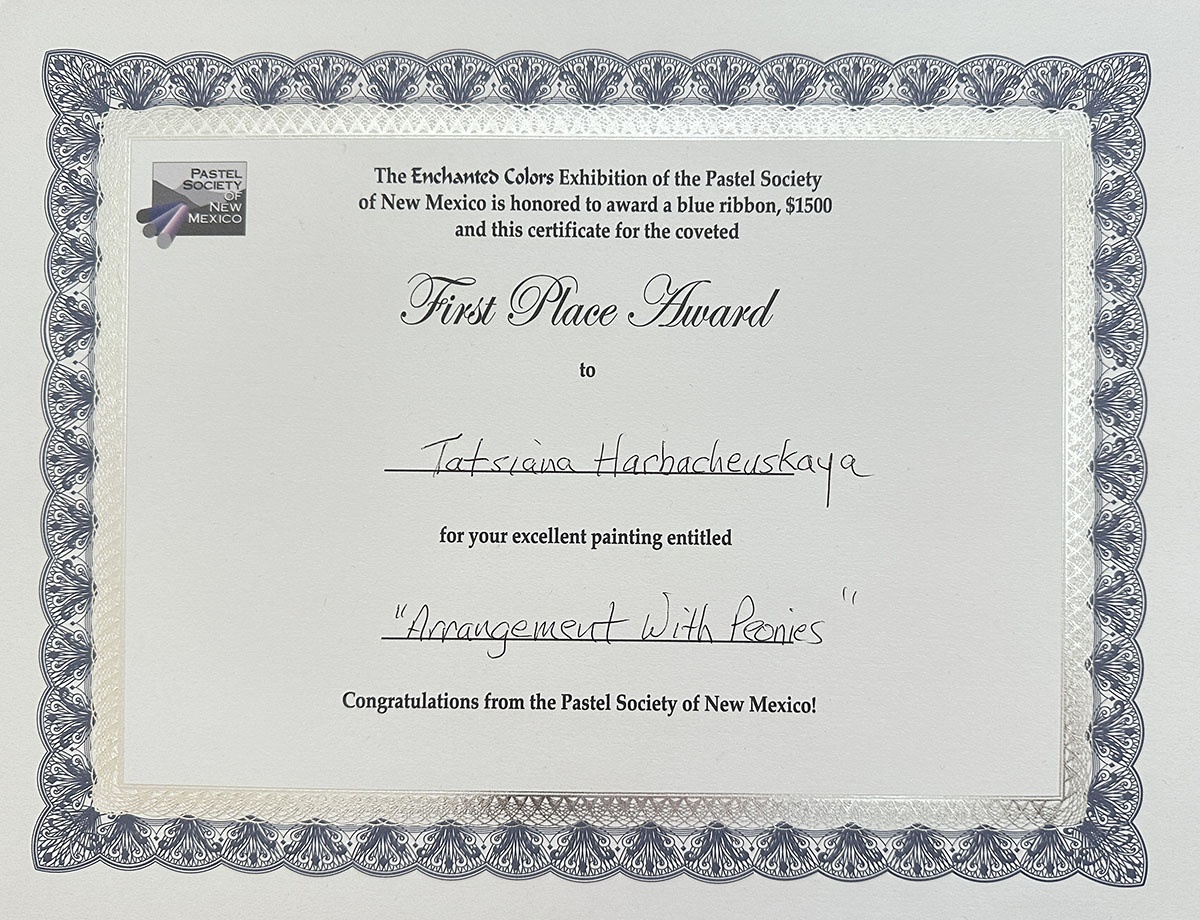 PASTEL
SOCIETY
OF
NEW
MEXICO
The Enchanted Colors Exhibition of the Pastel Society
of New Mexico is honored to award a blue ribbon, $1500
and this certificate for the coveted
First Place Award
to
Tatsiana Harbacheuskaya
for your excellent painting entitled
"Arrangement With Peonies"
Congratulations from the Pastel Society of New Mexico!